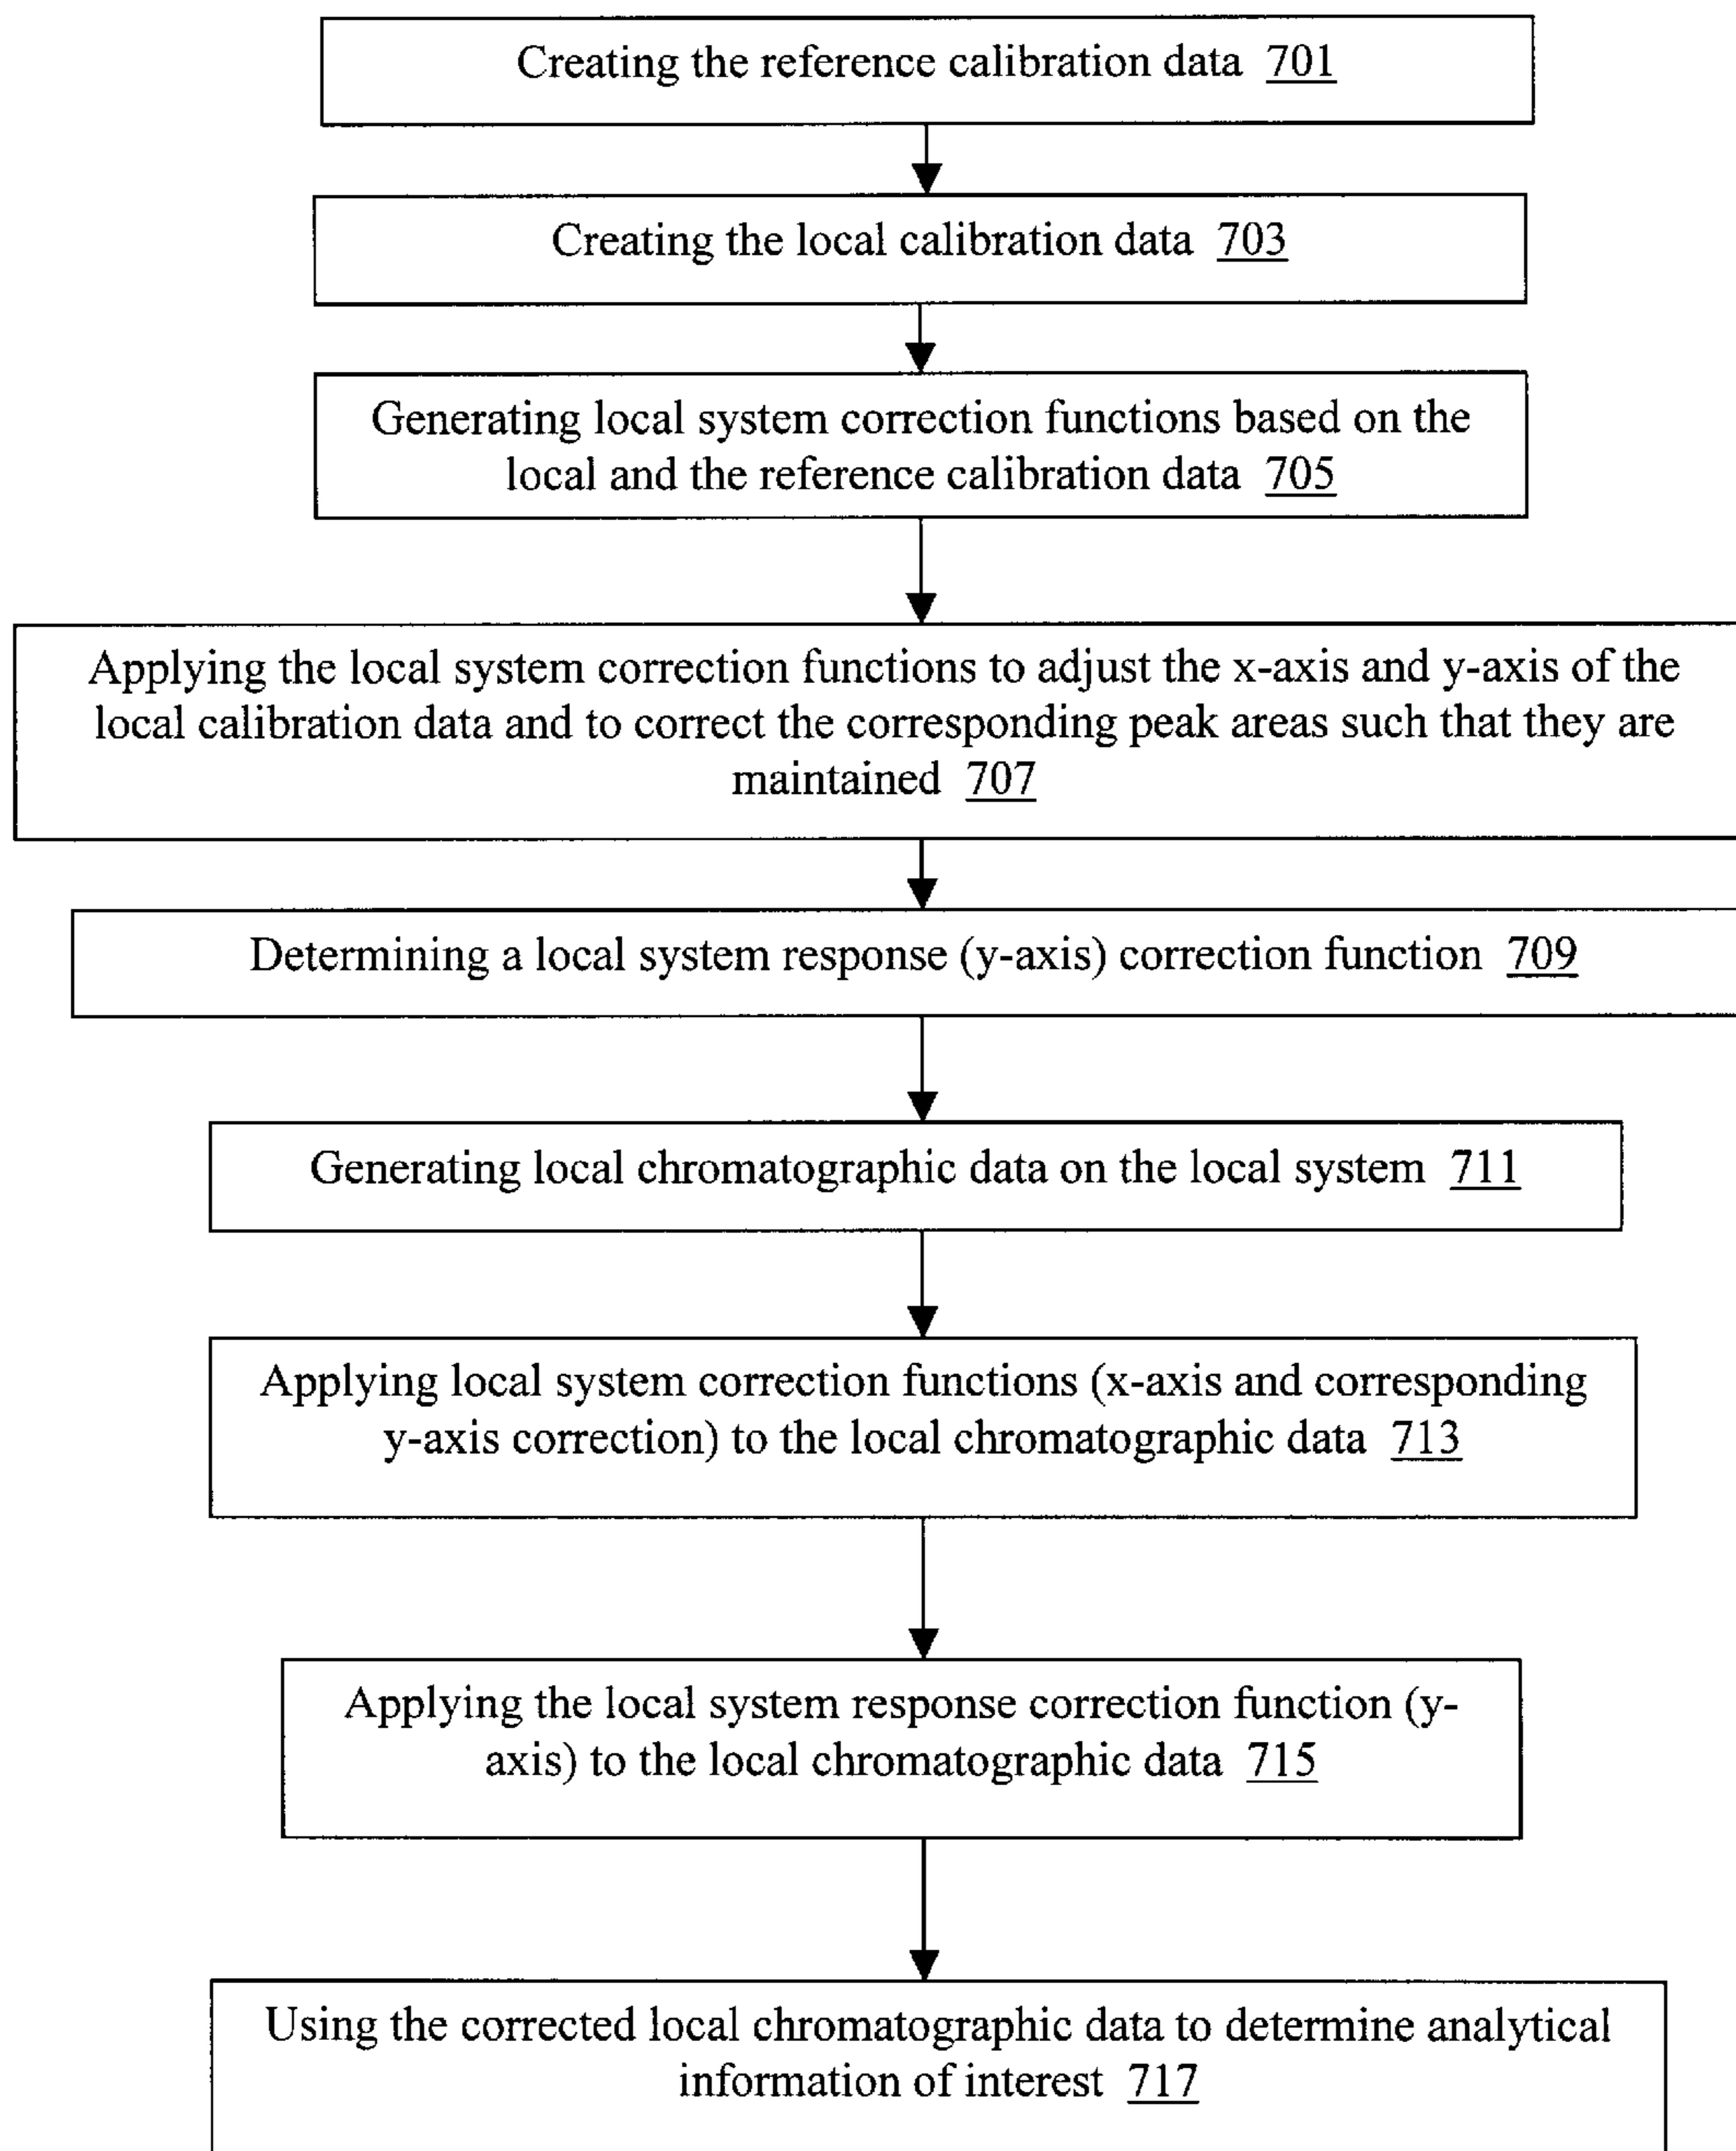 Creating the reference calibration data 701
Creating the local calibration data 703
Generating local system correction functions based on the
local and the reference calibration data 705
Applying the local system correction functions to adjust the x-axis and y-axis of the
local calibration data and to correct the corresponding peak areas such that they are
maintained 707
Determining a local system response (y-axis) correction function 709
Generating local chromatographic data on the local system 711
Applying local system correction functions (x-axis and corresponding
y-axis correction) to the local chromatographic data 713
Applying the local system response correction function (y-
axis) to the local chromatographic data 715
Using the corrected local chromatographic data to determine analytical
information of interest 717